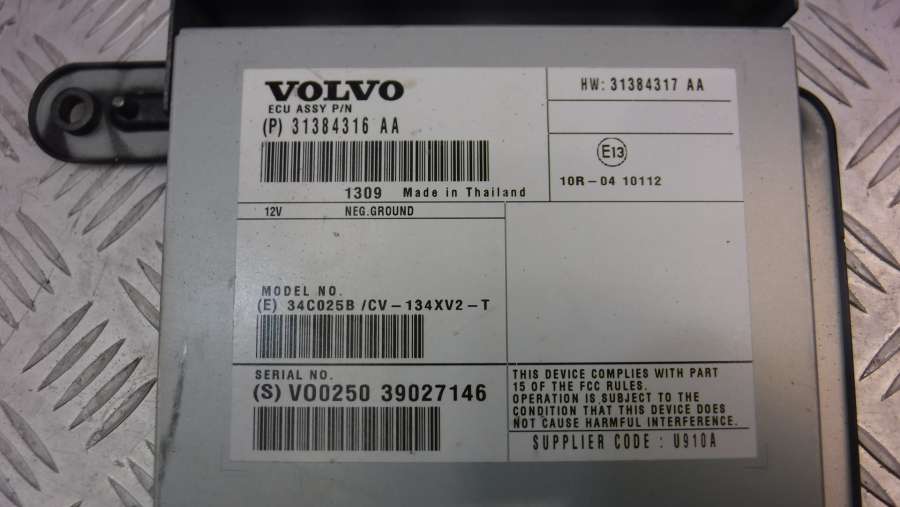 VOLVO
ECU ASSY P/N
(P) 31384316 AA
1309 Made in Thailand
HW: 31384317 AA
E13
10R-04 10112
12V NEG.GROUND
MODEL NO.
(E) 34C025B /CV-134XV2-T
SERIAL NO.
(S) VO0250 39027146
THIS DEVICE COMPLIES WITH PART
15 OF THE FCC RULES.
OPERATION IS SUBJECT TO THE
CONDITION THAT THIS DEVICE DOES
NOT CAUSE HARMFUL INTERFERENCE.
SUPPLIER CODE : U910A